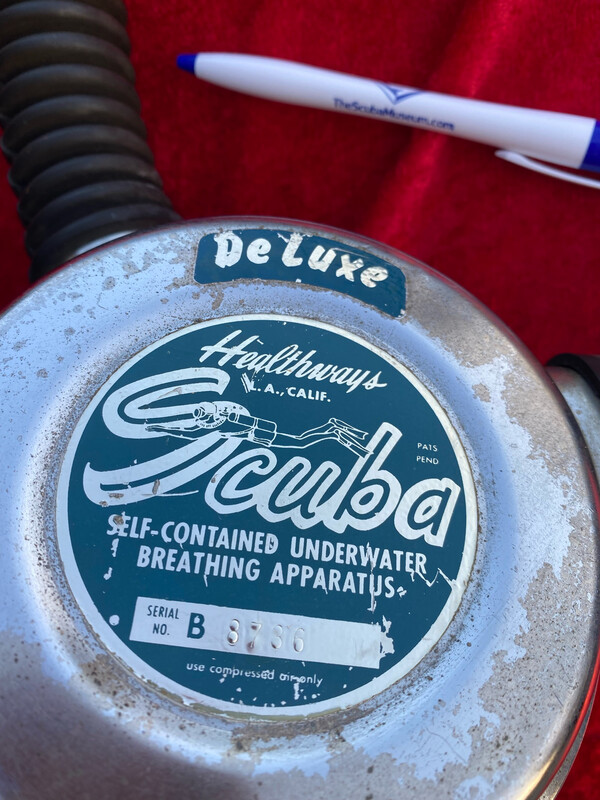 TheScubaMuseum.com
DeLuxe
Healthways
L. A., CALIF.
Scuba
PATS
PEND
SELF-CONTAINED UNDERWATER
BREATHING APPARATUS
SERIAL
NO. B 3736
use compressed air only